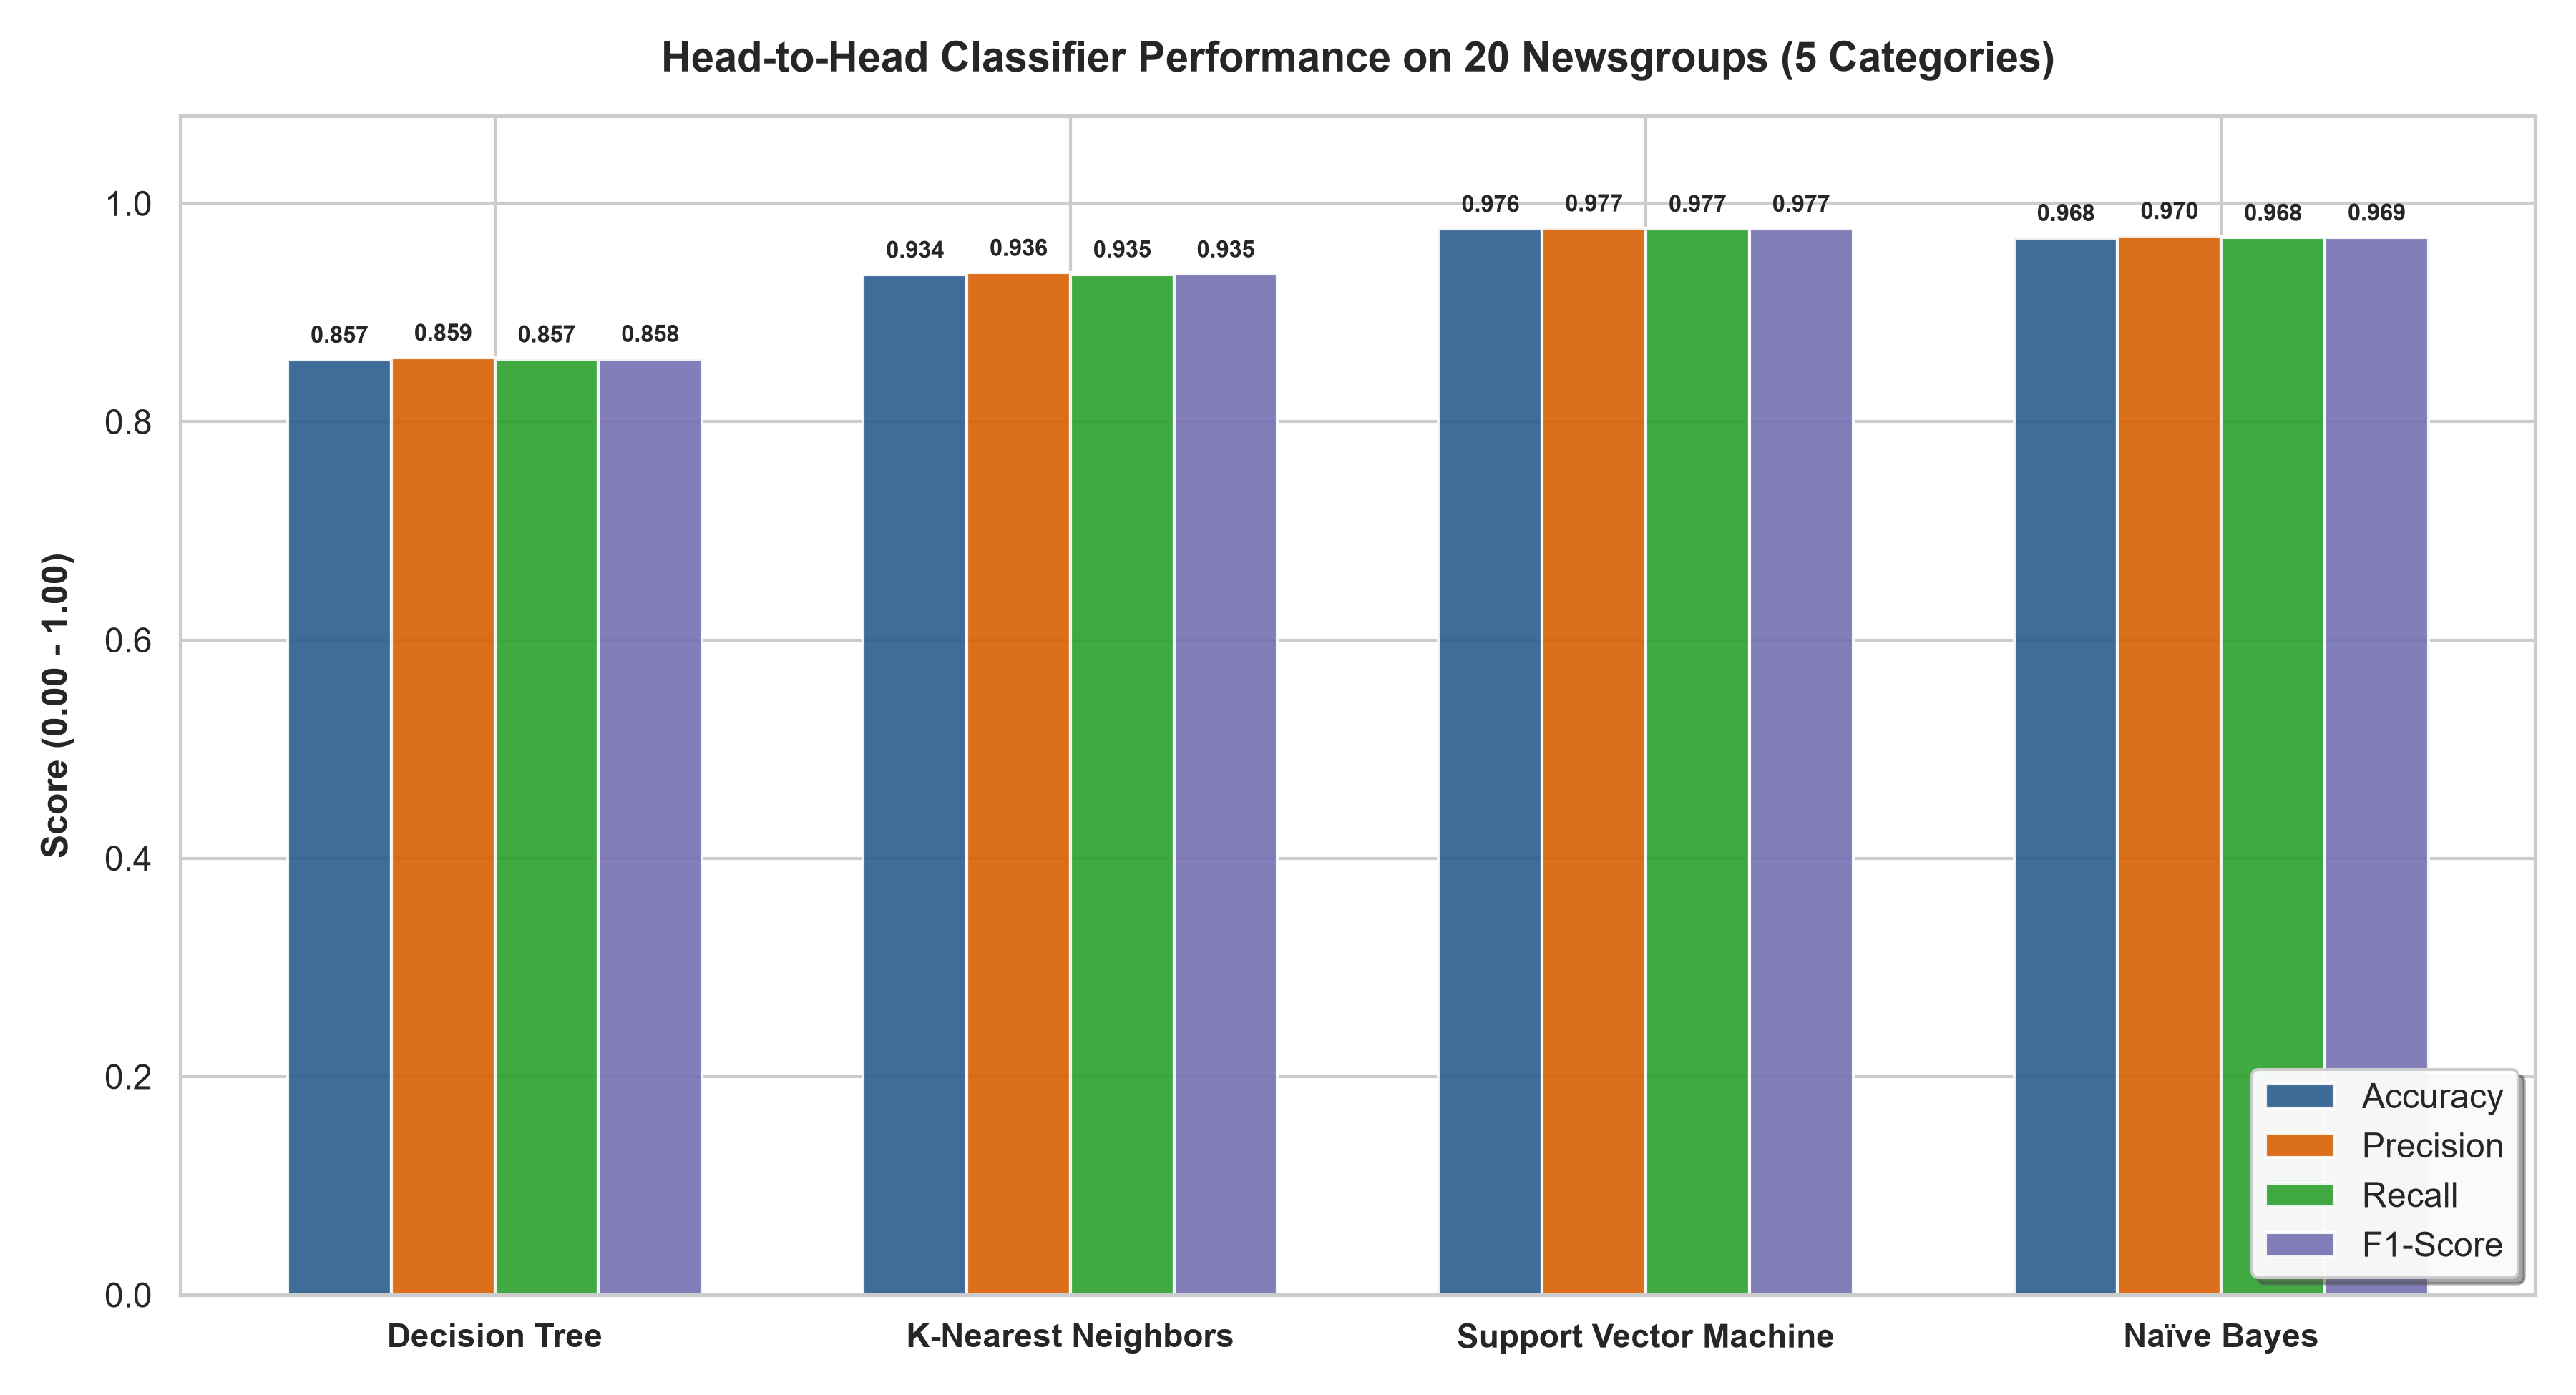 Head-to-Head Classifier Performance on 20 Newsgroups (5 Categories)
Score (0.00 - 1.00)
1.0
0.8
0.6
0.4
0.2
0.0
0.857 0.859 0.857 0.858
0.934 0.936 0.935 0.935
0.976 0.977 0.977 0.977
0.968 0.970 0.968 0.969
Decision Tree
K-Nearest Neighbors
Support Vector Machine
Naïve Bayes
Accuracy
Precision
Recall
F1-Score